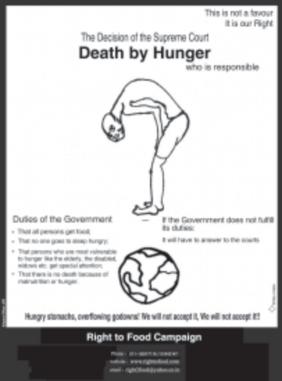 This is not a favour
It is our Right
The Decision of the Supreme Court
Death by Hunger
who is responsible
Duties of the Government
• That all persons get food;
• That no one goes to sleep hungry;
• That persons who are most vulnerable
to hunger like the elderly, the disabled,
widows etc. get special attention;
• That there is no death because of
malnutrition or hunger.
If the Government does not fulfill
its duties:
It will have to answer to the courts
Hungry stomachs, overflowing godowns! We will not accept it, We will not accept it!!
Right to Food Campaign
Phone :
website : www.righttofood.com
email : right2food@yahoo.co.in